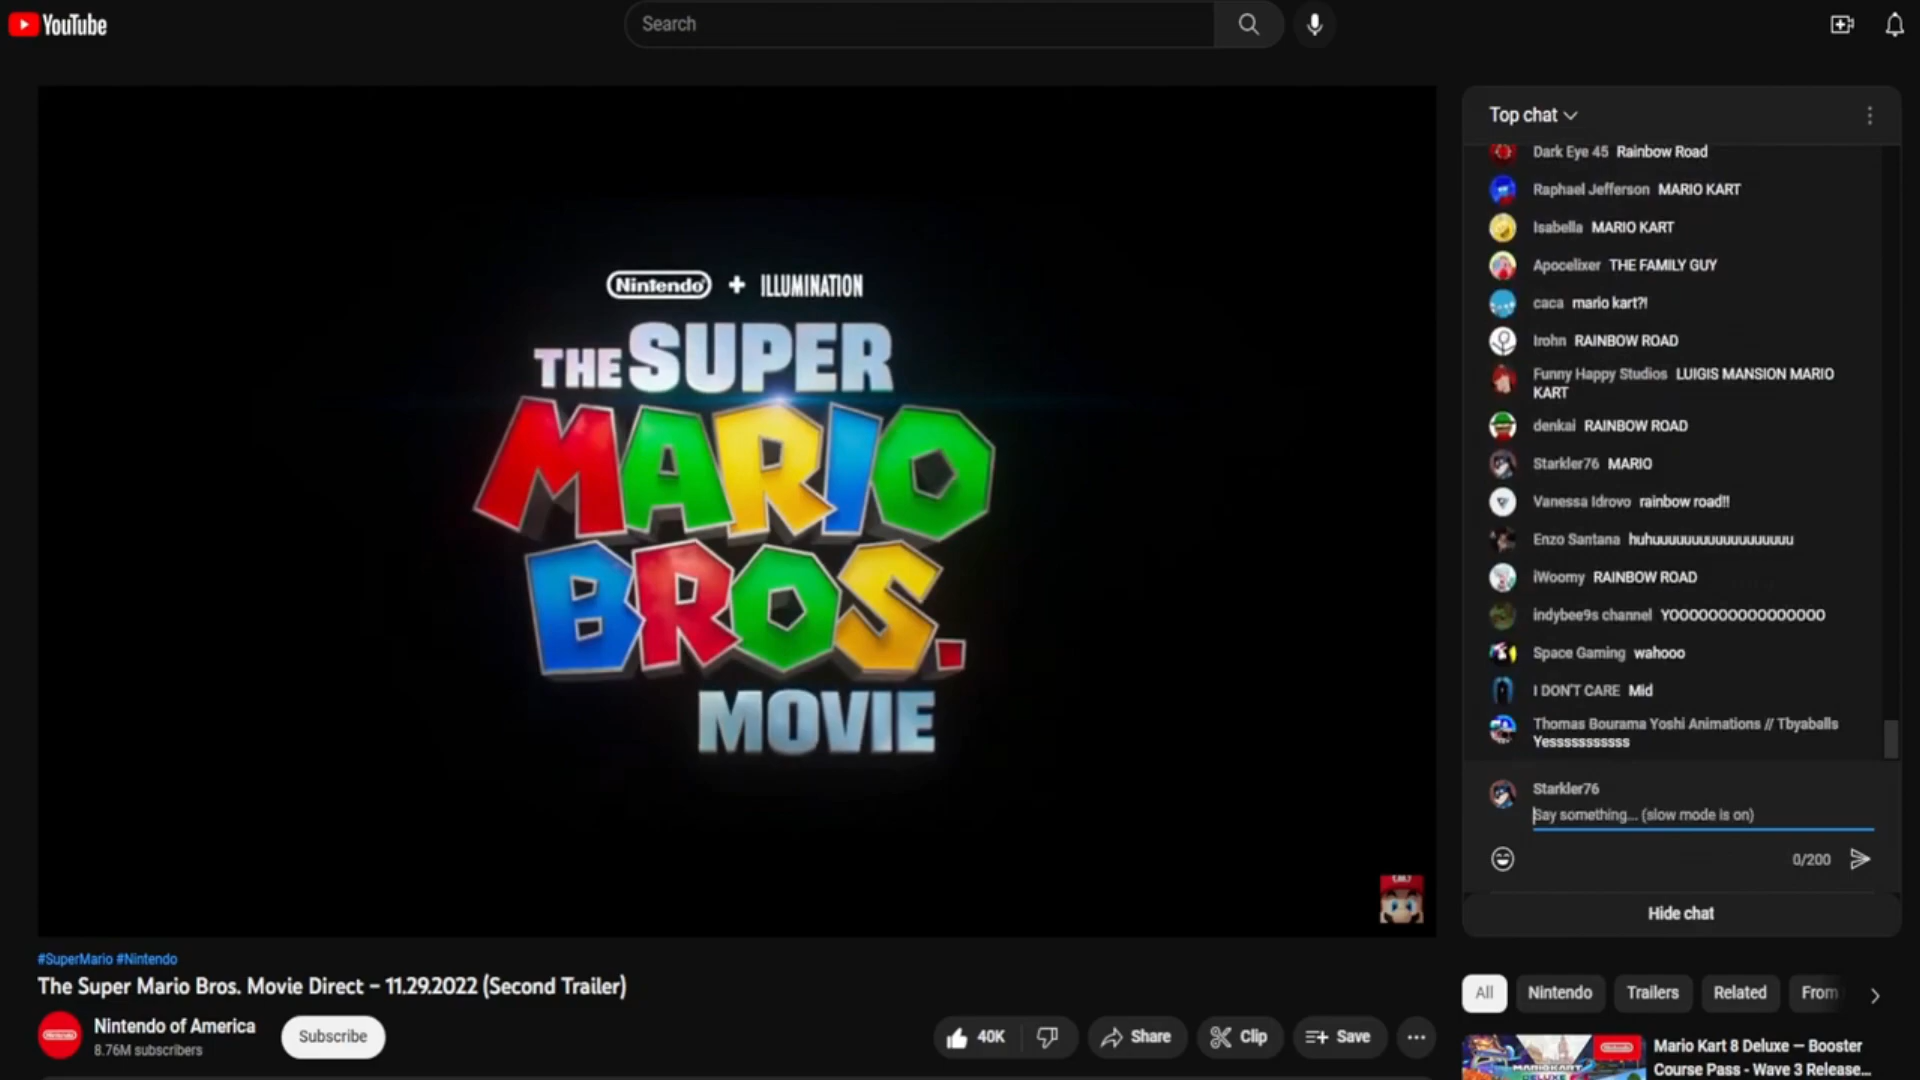 YouTube
Search
Nintendo + ILLUMINATION
THE SUPER
MARIO
BROS.
MOVIE
#SuperMario #Nintendo
The Super Mario Bros. Movie Direct – 11.29.2022 (Second Trailer)
Nintendo of America
8.76M subscribers
Subscribe
40K
Share
Clip
Save
Top chat
Dark Eye 45 Rainbow Road
Raphael Jefferson MARIO KART
Isabella MARIO KART
Apocelixer THE FAMILY GUY
caca mario kart?!
Irohn RAINBOW ROAD
Funny Happy Studios LUIGIS MANSION MARIO
KART
denkai RAINBOW ROAD
Starkler76 MARIO
Vanessa Idrovo rainbow road!!
Enzo Santana huhuuuuuuuuuuuuuuuuuu
iWoomy RAINBOW ROAD
indybee9s channel YOOOOOOOOOOOOOOOO
Space Gaming wahooo
I DON'T CARE Mid
Thomas Bourama Yoshi Animations // Tbyaballs
Yesssssssssss
Starkler76
Say something... (slow mode is on)
0/200
Hide chat
All
Nintendo
Trailers
Related
From
Nintendo
MARIOKART
DELUXE
Mario Kart 8 Deluxe — Booster
Course Pass - Wave 3 Release...